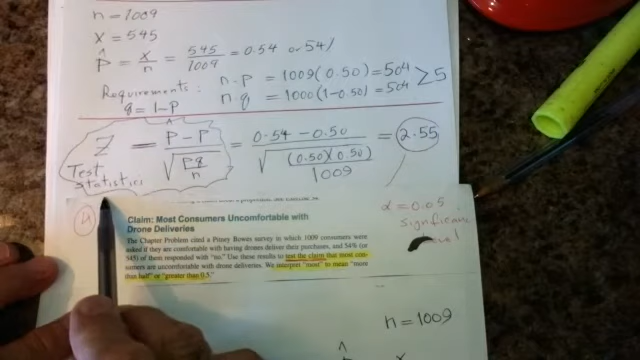 n = 1009
x = 545
p̂ = x/n = 545/1009 = 0.54 or 54%
Requirements: n·p = 1009(0.50) = 504
n·q = 1000(1-0.50) = 504 ≥ 5
q = 1-p
Z = p̂ - p / √(pq/n) = 0.54 - 0.50 / √((0.50)(0.50)/1009) = 2.55
Test
statistics
α = 0.05
Claim: Most Consumers Uncomfortable with
Drone Deliveries
The Chapter Problem cited a Pitney Bowes survey in which 1009 consumers were
asked if they are comfortable with having drones deliver their purchases, and 54% (or
545) of them responded with "no." Use these results to test the claim that most con-
sumers are uncomfortable with drone deliveries. We interpret "most" to mean "more
than half" or "greater than 0.5."
n = 1009